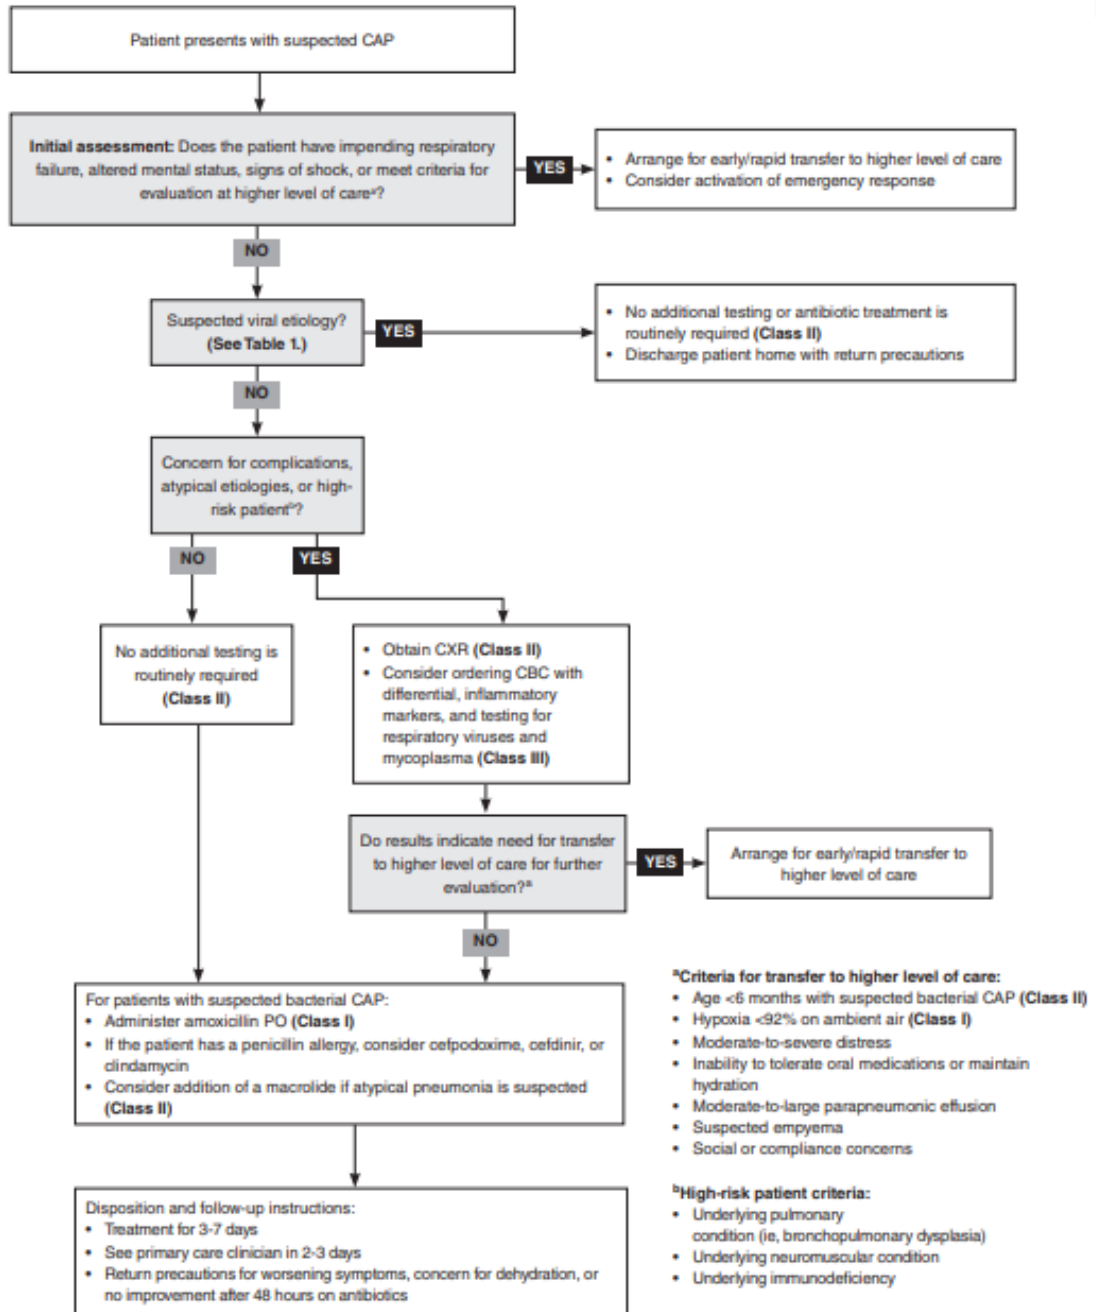 Patient presents with suspected CAP
Initial assessment: Does the patient have impending respiratory
failure, altered mental status, signs of shock, or meet criteria for
evaluation at higher level of careᵃ?
YES
• Arrange for early/rapid transfer to higher level of care
• Consider activation of emergency response
NO
Suspected viral etiology?
(See Table 1.)
YES
• No additional testing or antibiotic treatment is
routinely required (Class II)
• Discharge patient home with return precautions
NO
Concern for complications,
atypical etiologies, or high-
risk patientᵇ?
NO
YES
No additional testing is
routinely required
(Class II)
• Obtain CXR (Class II)
• Consider ordering CBC with
differential, inflammatory
markers, and testing for
respiratory viruses and
mycoplasma (Class III)
Do results indicate need for transfer
to higher level of care for further
evaluation?ᵃ
YES
Arrange for early/rapid transfer to
higher level of care
NO
For patients with suspected bacterial CAP:
• Administer amoxicillin PO (Class I)
• If the patient has a penicillin allergy, consider cefpodoxime, cefdinir, or
clindamycin
• Consider addition of a macrolide if atypical pneumonia is suspected
(Class II)
Disposition and follow-up instructions:
• Treatment for 3-7 days
• See primary care clinician in 2-3 days
• Return precautions for worsening symptoms, concern for dehydration, or
no improvement after 48 hours on antibiotics
ᵃCriteria for transfer to higher level of care:
• Age <6 months with suspected bacterial CAP (Class II)
• Hypoxia <92% on ambient air (Class I)
• Moderate-to-severe distress
• Inability to tolerate oral medications or maintain
hydration
• Moderate-to-large parapneumonic effusion
• Suspected empyema
• Social or compliance concerns
ᵇHigh-risk patient criteria:
• Underlying pulmonary
condition (ie, bronchopulmonary dysplasia)
• Underlying neuromuscular condition
• Underlying immunodeficiency